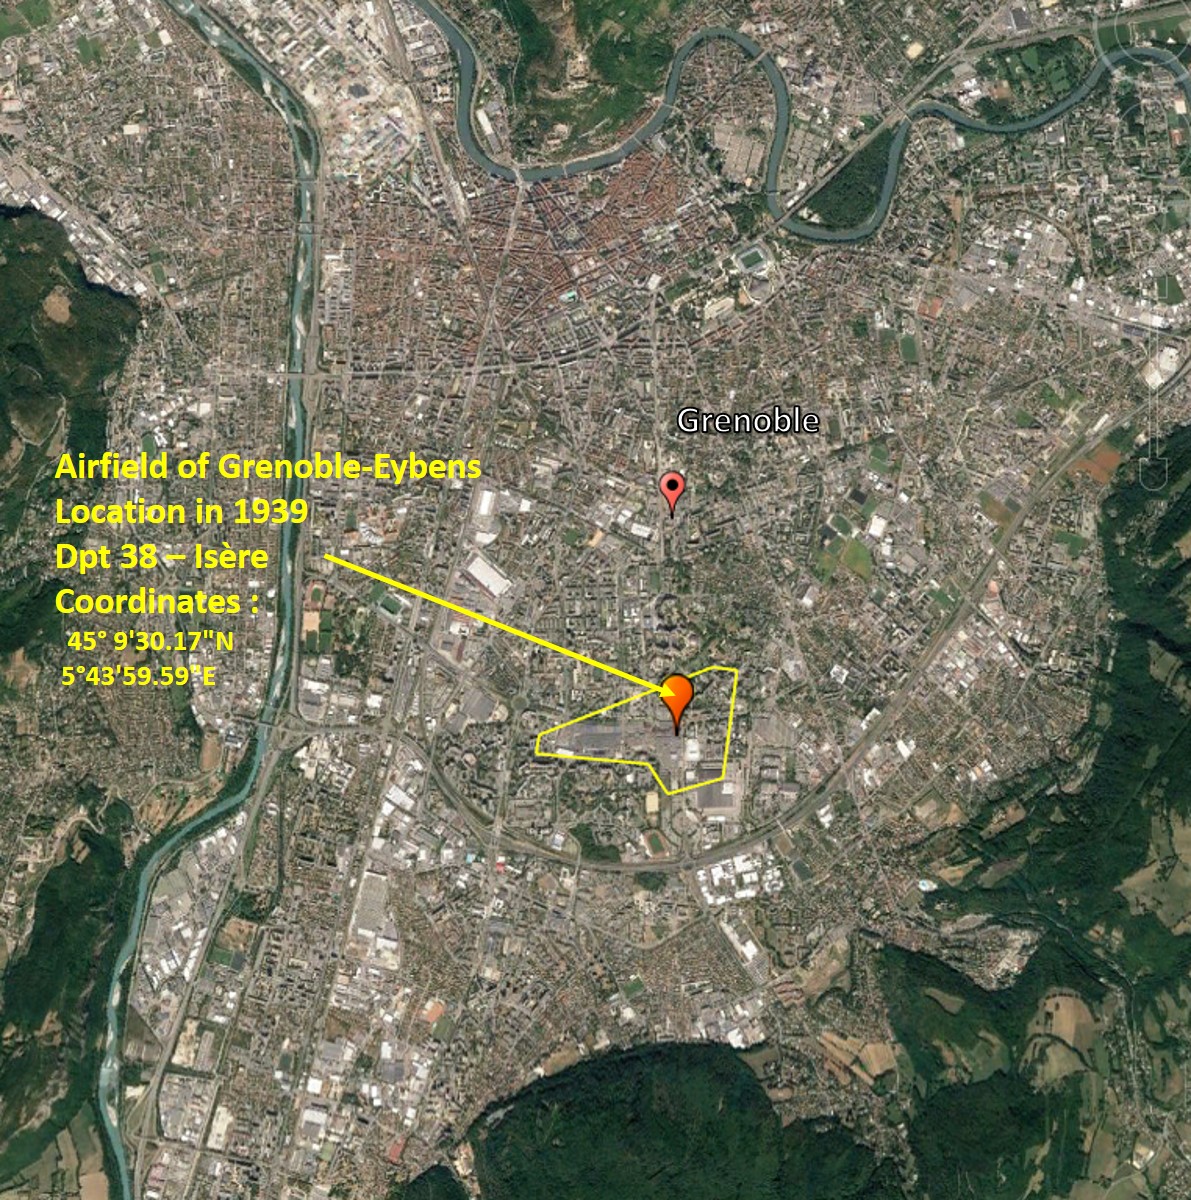 Grenoble
Airfield of Grenoble-Eybens
Location in 1939
Dpt 38 – Isère
Coordinates :
45° 9'30.17"N
5°43'59.59"E